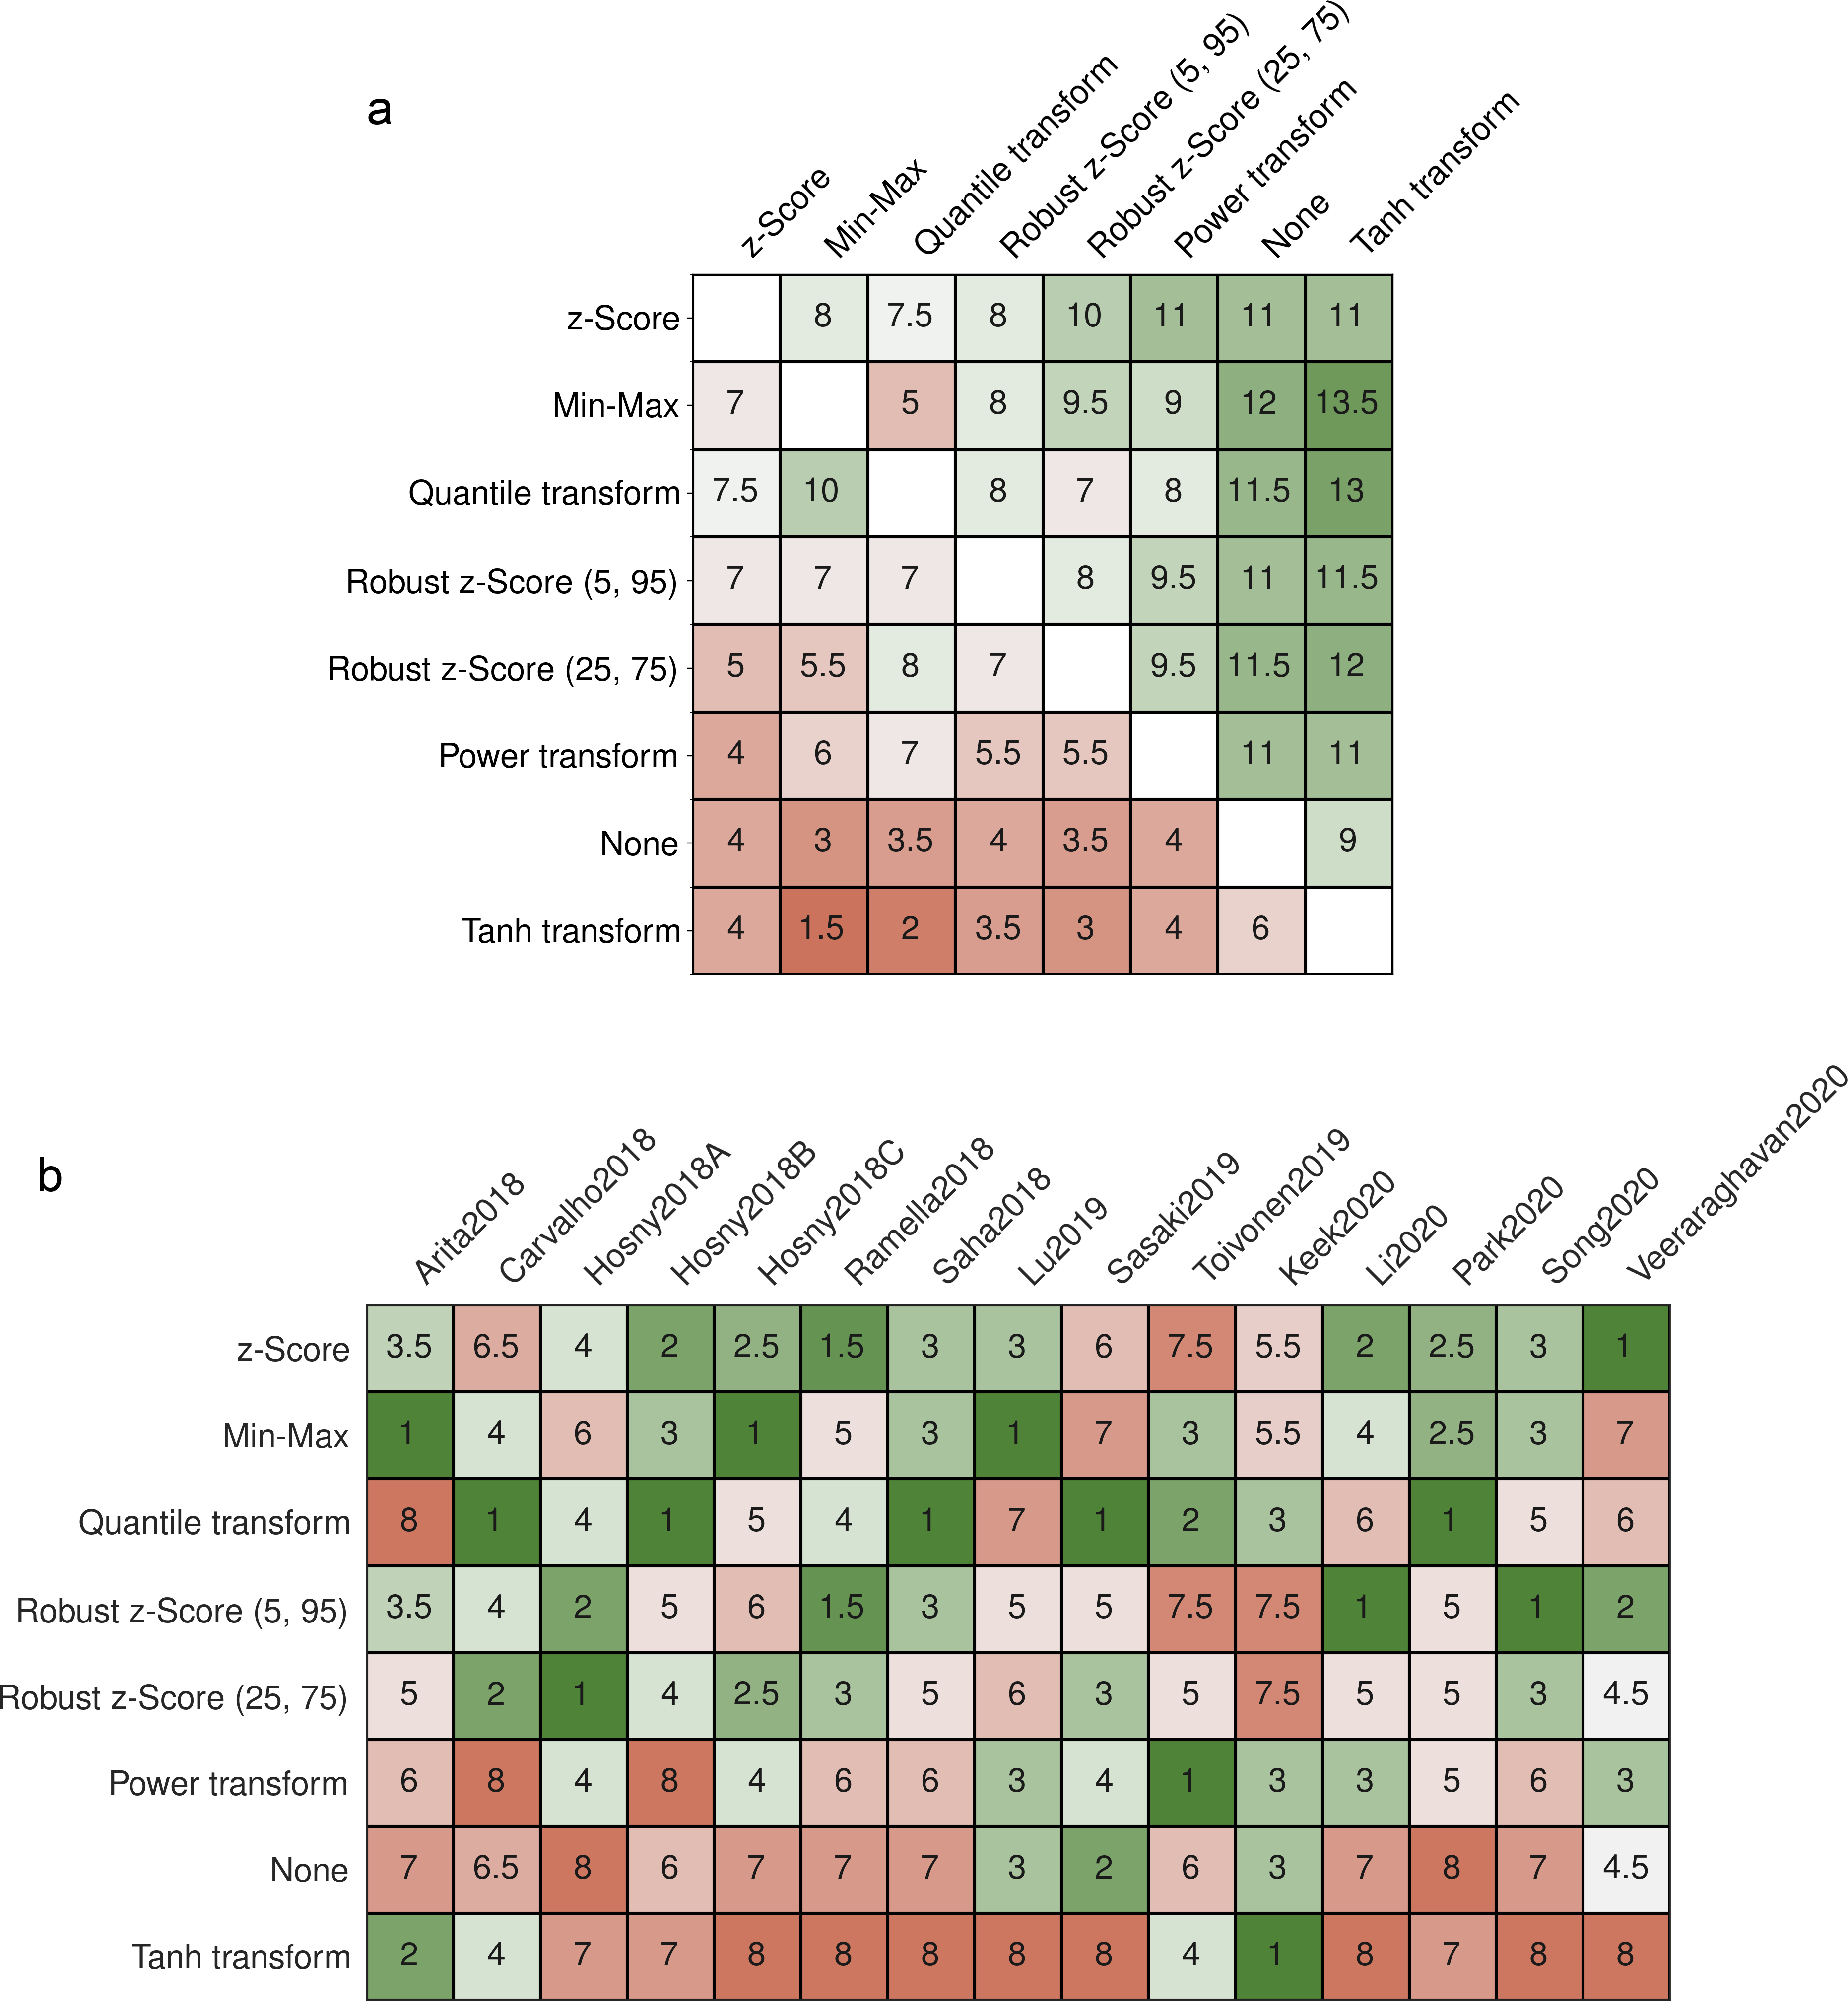 a
z-Score
Min-Max
Quantile transform
Robust z-Score (5, 95)
Robust z-Score (25, 75)
Power transform
None
Tanh transform
z-Score 8 7.5 8 10 11 11 11
Min-Max 7 5 8 9.5 9 12 13.5
Quantile transform 7.5 10 8 7 8 11.5 13
Robust z-Score (5, 95) 7 7 7 8 9.5 11 11.5
Robust z-Score (25, 75) 5 5.5 8 7 9.5 11.5 12
Power transform 4 6 7 5.5 5.5 11 11
None 4 3 3.5 4 3.5 4 9
Tanh transform 4 1.5 2 3.5 3 4 6
b
Arita2018
Carvalho2018
Hosny2018A
Hosny2018B
Hosny2018C
Ramella2018
Saha2018
Lu2019
Sasaki2019
Toivonen2019
Keek2020
Li2020
Park2020
Song2020
Veeraraghavan2020
z-Score 3.5 6.5 4 2 2.5 1.5 3 3 6 7.5 5.5 2 2.5 3 1
Min-Max 1 4 6 3 1 5 3 1 7 3 5.5 4 2.5 3 7
Quantile transform 8 1 4 1 5 4 1 7 1 2 3 6 1 5 6
Robust z-Score (5, 95) 3.5 4 2 5 6 1.5 3 5 5 7.5 7.5 1 5 1 2
Robust z-Score (25, 75) 5 2 1 4 2.5 3 5 6 3 5 7.5 5 5 3 4.5
Power transform 6 8 4 8 4 6 6 3 4 1 3 3 5 6 3
None 7 6.5 8 6 7 7 7 3 2 6 3 7 8 7 4.5
Tanh transform 2 4 7 7 8 8 8 8 8 4 1 8 7 8 8